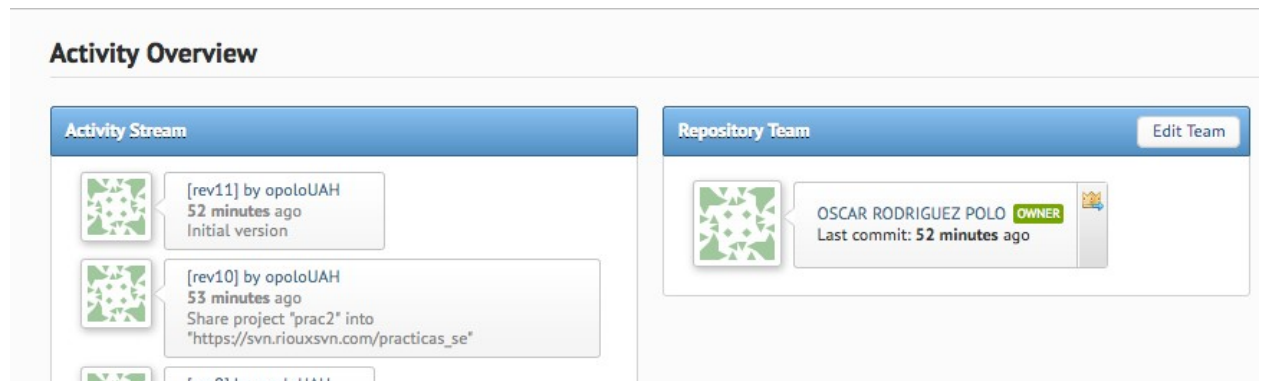 Activity Overview
Activity Stream
[rev11] by opoloUAH
52 minutes ago
Initial version
[rev10] by opoloUAH
53 minutes ago
Share project "prac2" into
"https://svn.riouxsvn.com/practicas_se"
Repository Team
Edit Team
OSCAR RODRIGUEZ POLO OWNER
Last commit: 52 minutes ago